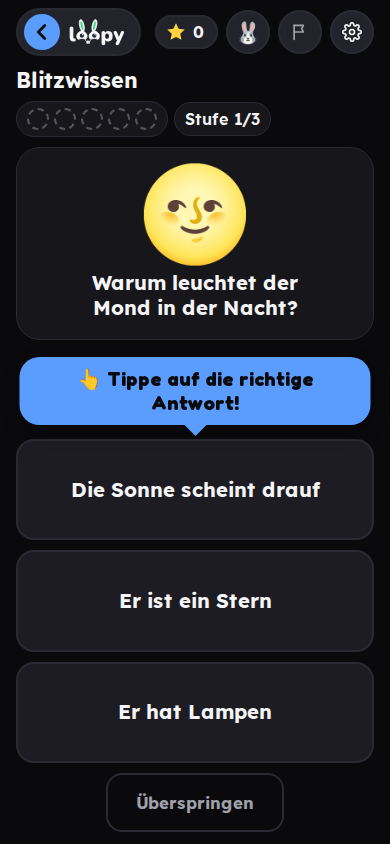 loopy
0
Blitzwissen
Stufe 1/3
Warum leuchtet der
Mond in der Nacht?
👆 Tippe auf die richtige
Antwort!
Die Sonne scheint drauf
Er ist ein Stern
Er hat Lampen
Überspringen